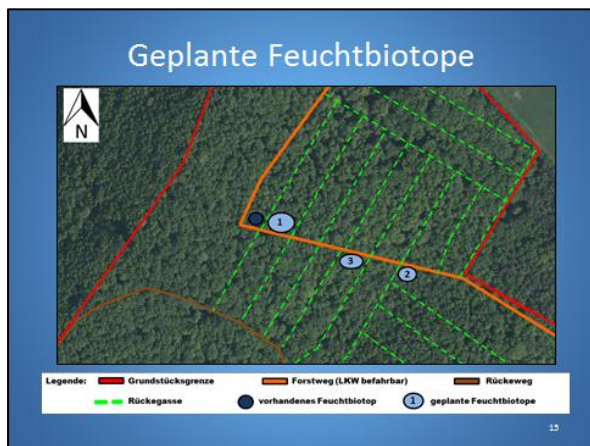 Geplante Feuchtbiotope
N
1
3
2
Legende: Grundstücksgrenze Forstweg (LKW befahrbar) Rückeweg
Rückegasse vorhandenes Feuchtbiotop 1 geplante Feuchtbiotope
15